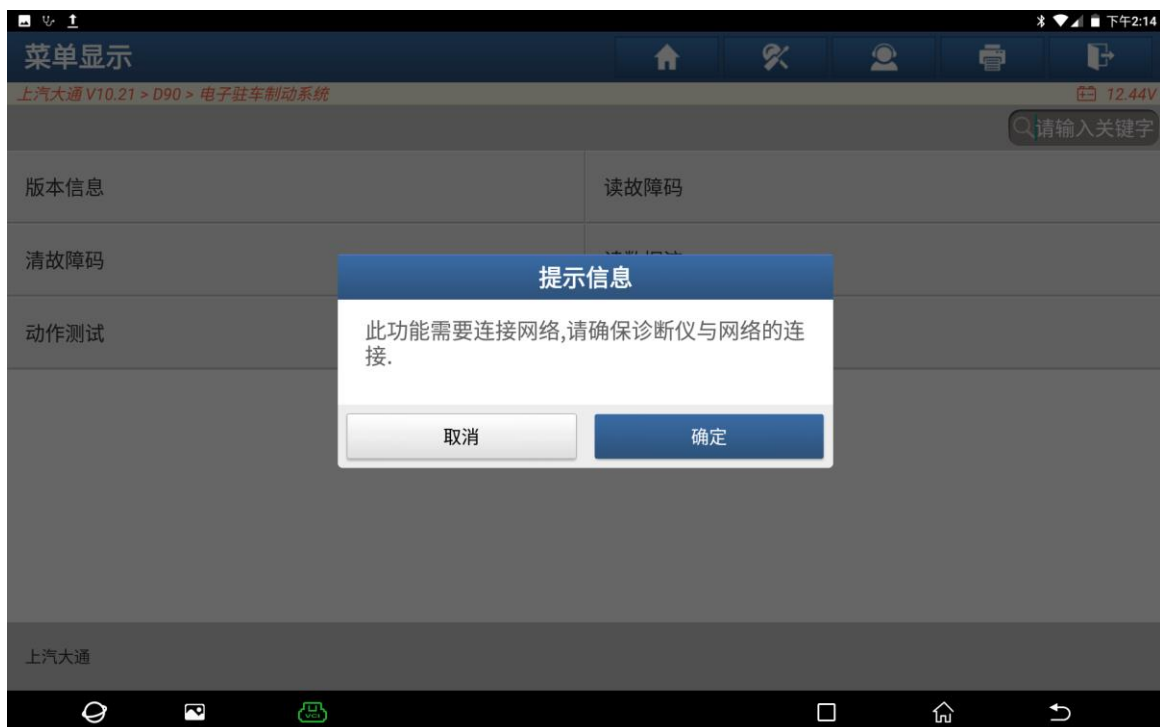 下午2:14
菜单显示
上汽大通 V10.21 > D90 > 电子驻车制动系统
12.44V
请输入关键字
版本信息
读故障码
清故障码
动作测试
提示信息
此功能需要连接网络,请确保诊断仪与网络的连
接.
取消
确定
上汽大通
VCI